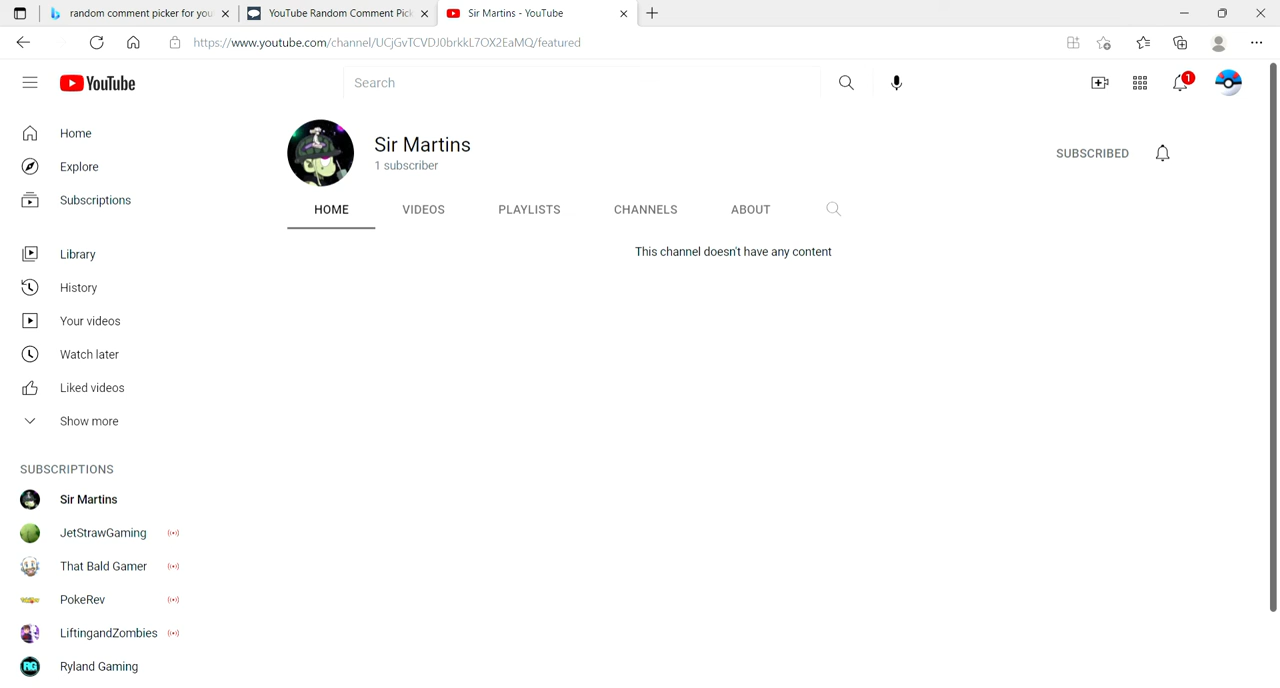 random comment picker for you
YouTube Random Comment Pick
Sir Martins - YouTube
https://www.youtube.com/channel/UCjGvTCVDJ0brkkL7OX2EaMQ/featured
YouTube
Search
1
Home
Explore
Subscriptions
Library
History
Your videos
Watch later
Liked videos
Show more
SUBSCRIPTIONS
Sir Martins
JetStrawGaming
That Bald Gamer
PokeRev
LiftingandZombies
RG
Ryland Gaming
Sir Martins
1 subscriber
SUBSCRIBED
HOME VIDEOS PLAYLISTS CHANNELS ABOUT
This channel doesn't have any content